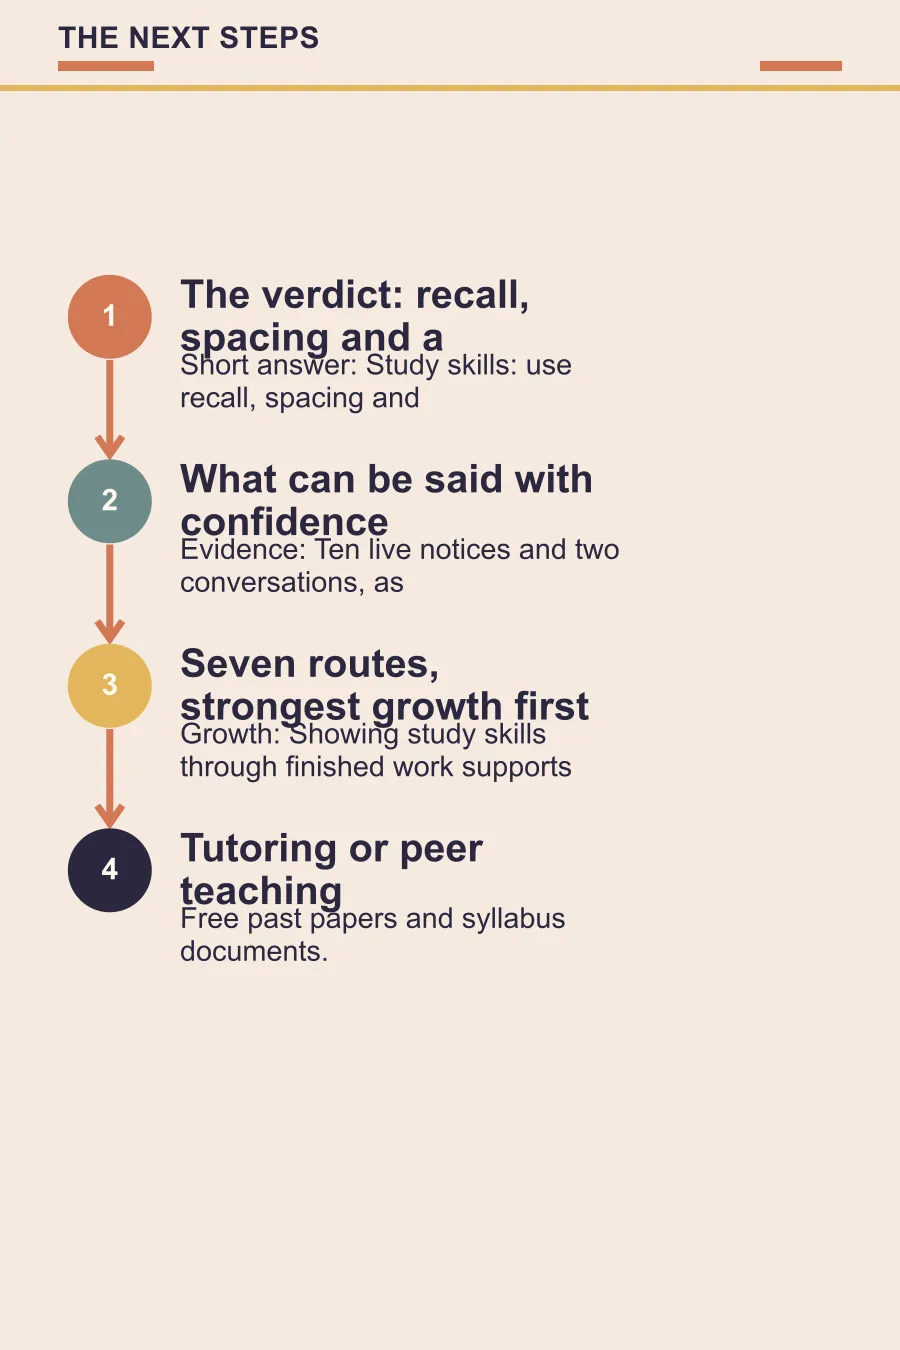 THE NEXT STEPS
1
The verdict: recall,
spacing and a
Short answer: Study skills: use
recall, spacing and
2
What can be said with
confidence
Evidence: Ten live notices and two
conversations, as
3
Seven routes,
strongest growth first
Growth: Showing study skills
through finished work supports
4
Tutoring or peer
teaching
Free past papers and syllabus
documents.